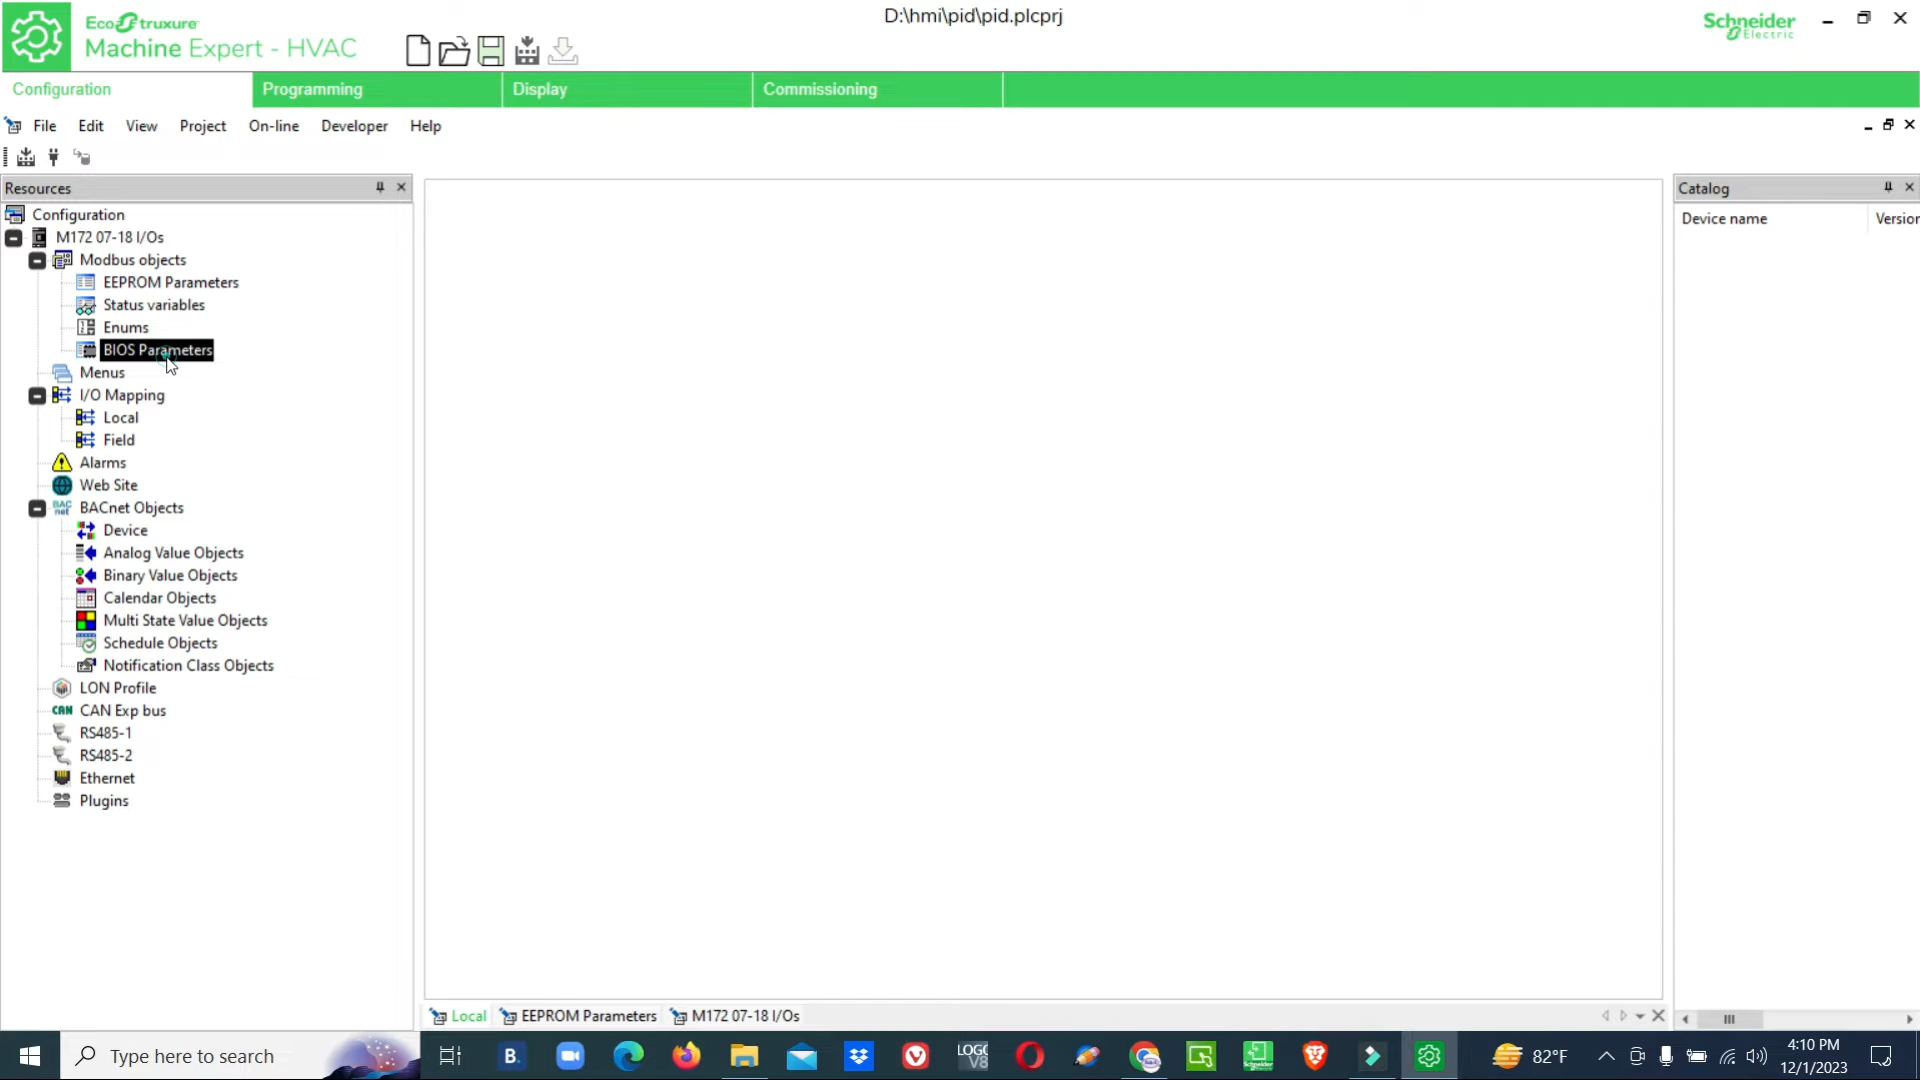 D:\hmi\pid\pid.plcprj
EcoStruxure
Machine Expert - HVAC
Schneider
Electric
Configuration
Programming
Display
Commissioning
File
Edit
View
Project
On-line
Developer
Help
Resources
Configuration
M172 07-18 I/Os
Modbus objects
EEPROM Parameters
Status variables
Enums
BIOS Parameters
Menus
I/O Mapping
Local
Field
Alarms
Web Site
BACnet Objects
Device
Analog Value Objects
Binary Value Objects
Calendar Objects
Multi State Value Objects
Schedule Objects
Notification Class Objects
LON Profile
CAN Exp bus
RS485-1
RS485-2
Ethernet
Plugins
Catalog
Device name
Version
Local
EEPROM Parameters
M172 07-18 I/Os
Type here to search
B.
LOGO
V8
82°F
4:10 PM
12/1/2023